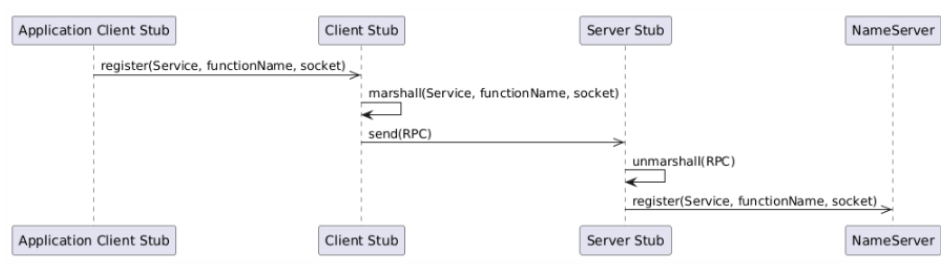 Application Client Stub
Client Stub
Server Stub
NameServer
register(Service, functionName, socket)
marshall(Service, functionName, socket)
send(RPC)
unmarshall(RPC)
register(Service, functionName, socket)
Application Client Stub
Client Stub
Server Stub
NameServer